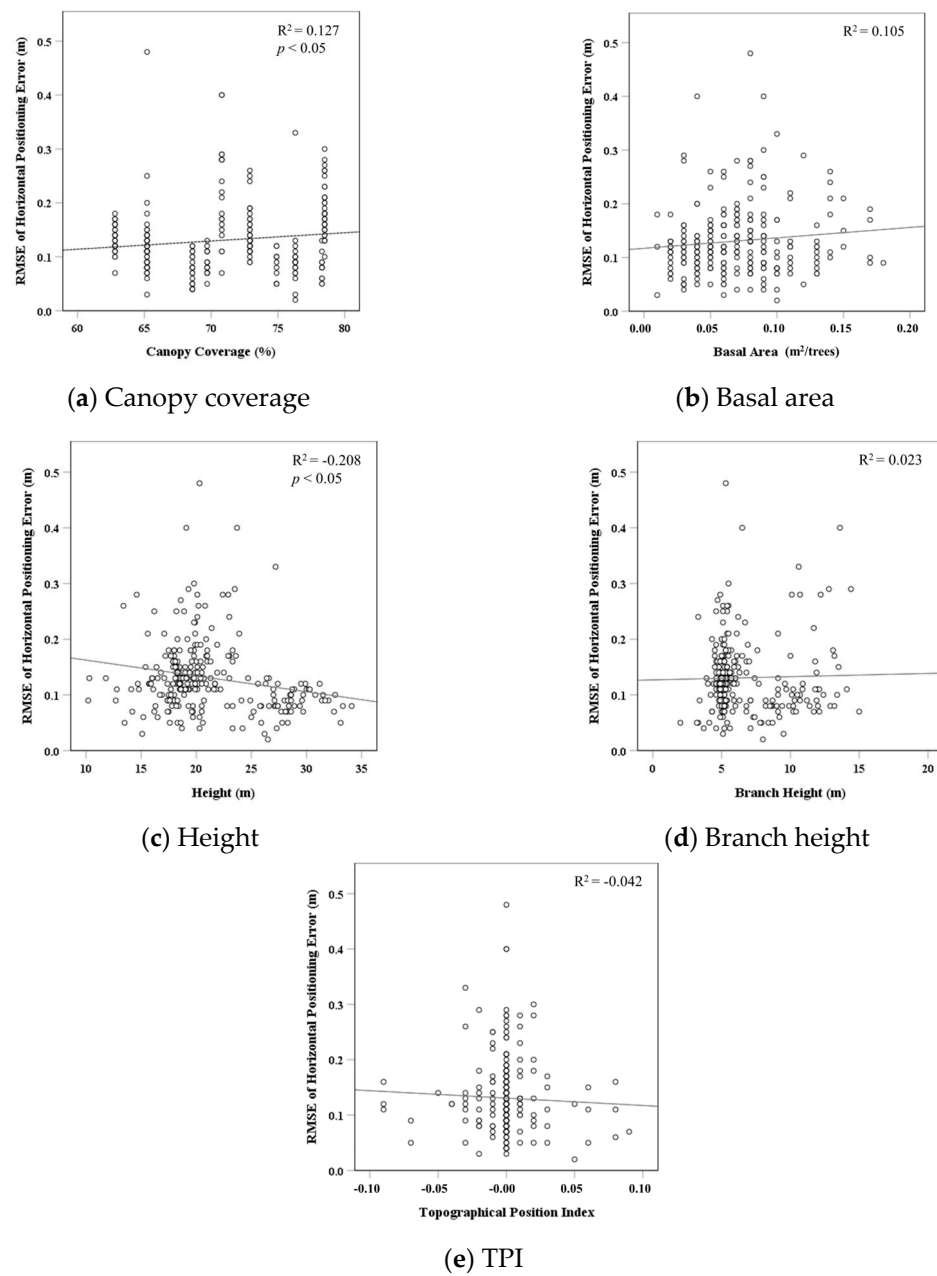 R² = 0.127
p < 0.05
RMSE of Horizontal Positioning Error (m)
0.5
0.4
0.3
0.2
0.1
0.0
60 65 70 75 80
Canopy Coverage (%)
(a) Canopy coverage
R² = 0.105
RMSE of Horizontal Positioning Error (m)
0.5
0.4
0.3
0.2
0.1
0.0
0.00 0.05 0.10 0.15 0.20
Basal Area (m²/trees)
(b) Basal area
R² = -0.208
p < 0.05
RMSE of Horizontal Positioning Error (m)
0.5
0.4
0.3
0.2
0.1
0.0
10 15 20 25 30 35
Height (m)
(c) Height
R² = 0.023
RMSE of Horizontal Positioning Error (m)
0.5
0.4
0.3
0.2
0.1
0.0
0 5 10 15 20
Branch Height (m)
(d) Branch height
R² = -0.042
RMSE of Horizontal Positioning Error (m)
0.5
0.4
0.3
0.2
0.1
0.0
-0.10 -0.05 -0.00 0.05 0.10
Topographical Position Index
(e) TPI